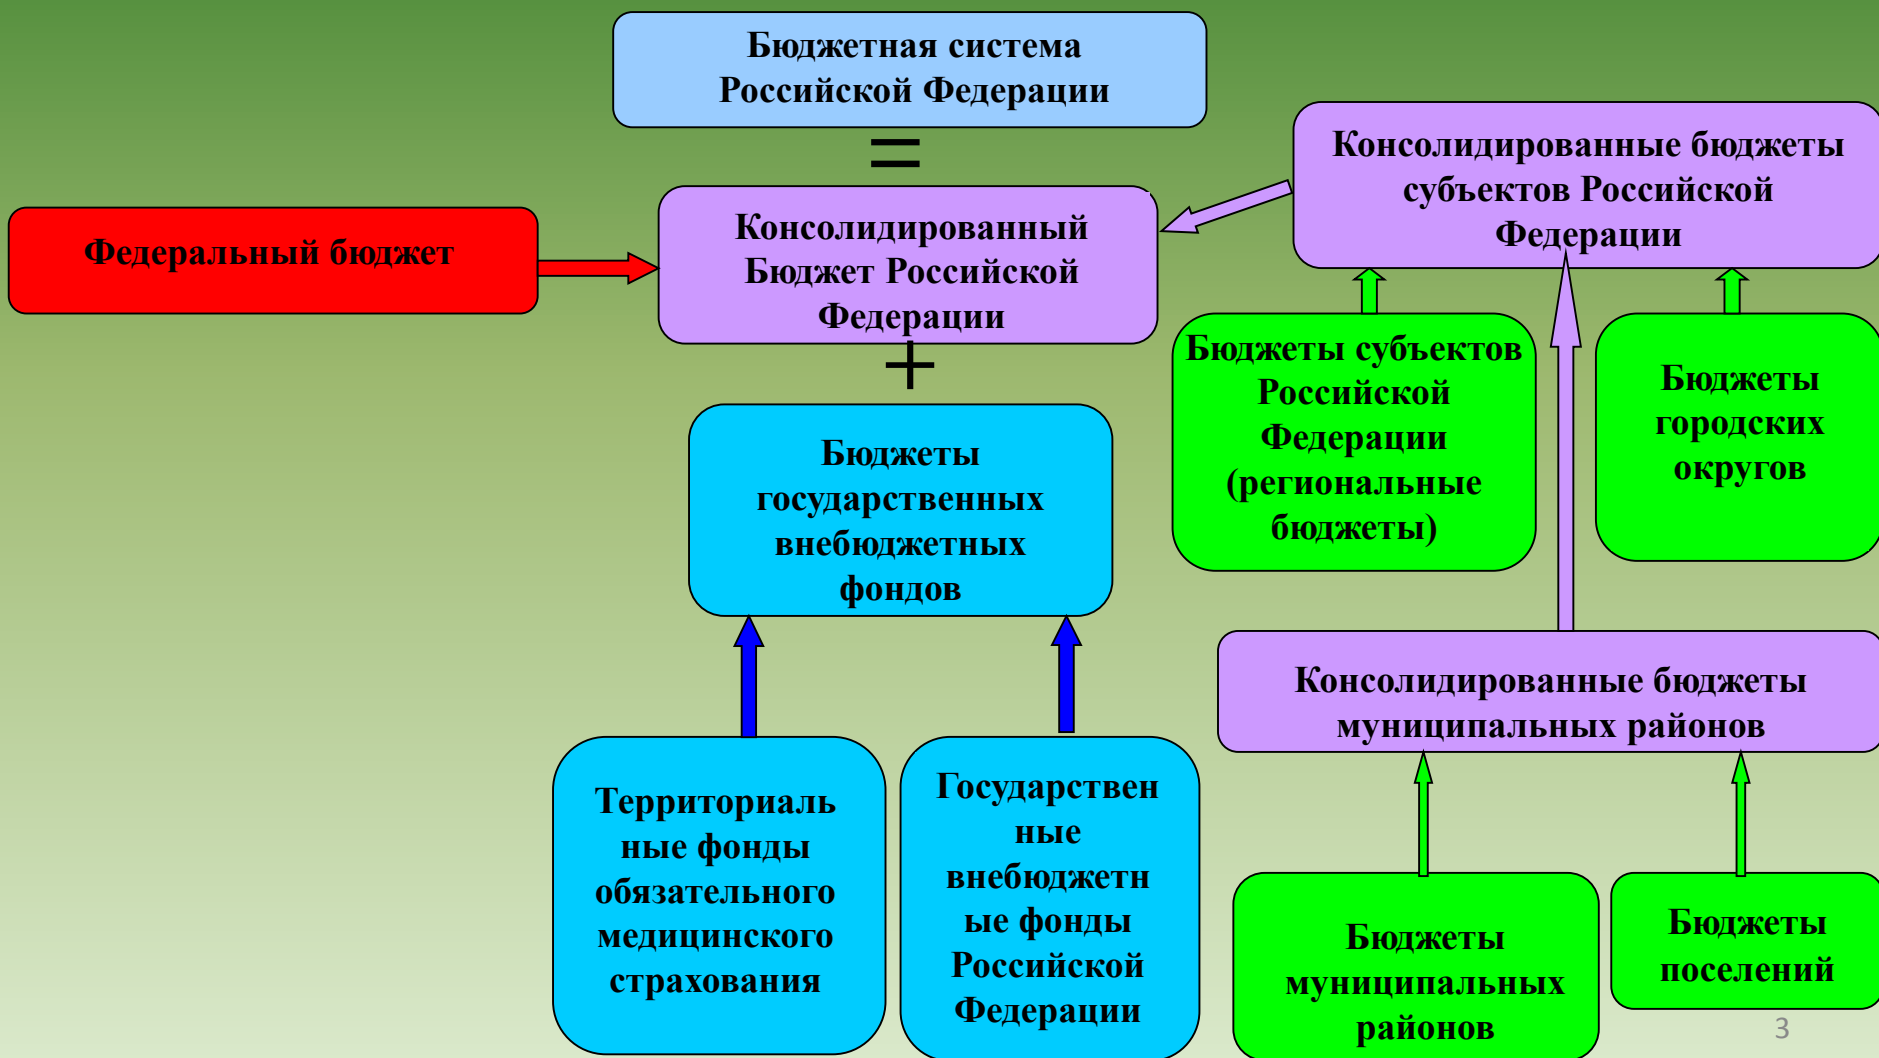 Бюджетная система
Российской Федерации
=
Консолидированные бюджеты
субъектов Российской
Федерации
Федеральный бюджет
Консолидированный
Бюджет Российской
Федерации
+
Бюджеты субъектов
Российской
Федерации
(региональные
бюджеты)
Бюджеты
городских
округов
Бюджеты
государственных
внебюджетных
фондов
Консолидированные бюджеты
муниципальных районов
Территориаль
ные фонды
обязательного
медицинского
страхования
Государствен
ные
внебюджетн
ые фонды
Российской
Федерации
Бюджеты
муниципальных
районов
Бюджеты
поселений
3